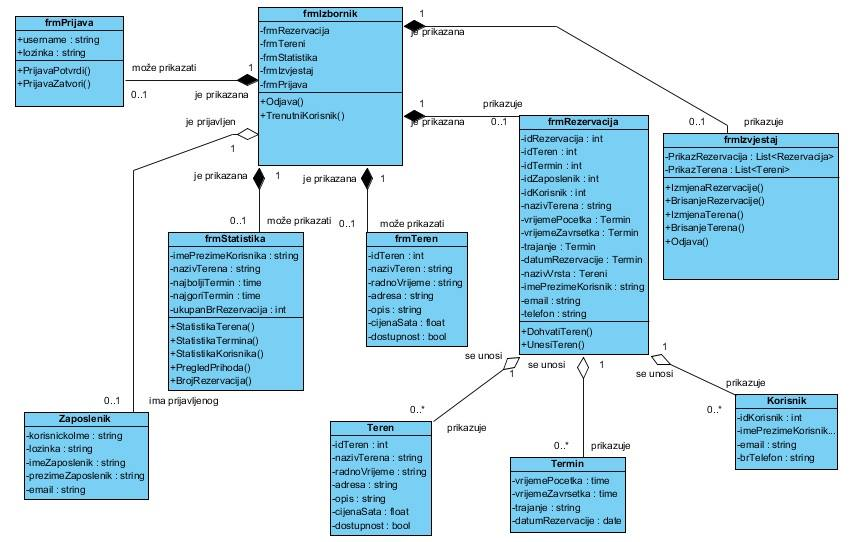 frmPrijava
+username : string
+lozinka : string
+PrijavaPotvrdi()
+PrijavaZatvori()
može prikazati
1
0..1
je prikazana
frmIzbornik
-frmRezervacija
-frmTereni
-frmStatistika
-frmIzvjestaj
-frmPrijava
+Odjava()
+TrenutniKorisnik()
1
je prikazana
0..1
prikazuje
1
je prikazana
prikazuje
0..1
je prijavljen
1
0..1
ima prijavljenog
je prikazana
1
0..1
može prikazati
je prikazana
1
0..1
može prikazati
frmIzvjestaj
-PrikazRezervacija : List<Rezervacija>
-PrikazTerena : List<Tereni>
+IzmjenaRezervacije()
+BrisanjeRezervacije()
+IzmjenaTerena()
+BrisanjeTerena()
+Odjava()
frmRezervacija
-idRezervacija : int
-idTeren : int
-idTermin : int
-idZaposlenik : int
-idKorisnik : int
-nazivTerena : string
-vrijemePocetka : Termin
-vrijemeZavrsetka : Termin
-trajanje : Termin
-datumRezervacije : Termin
-nazivVrsta : Tereni
-imePrezimeKorisnik : string
-email : string
-telefon : string
+DohvatiTeren()
+UnesiTeren()
frmStatistika
-imePrezimeKorisnika : string
-nazivTerena : string
-najboljiTermin : time
-najgoriTermin : time
-ukupanBrRezervacija : int
+StatistikaTerena()
+StatistikaTermina()
+StatistikaKorisnika()
+PregledPrihoda()
+BrojRezervacija()
frmTeren
-idTeren : int
-nazivTeren : string
-radnoVrijeme : string
-adresa : string
-opis : string
-cijenaSata : float
-dostupnost : bool
se unosi
1
0..*
prikazuje
se unosi
1
0..*
prikazuje
1
se unosi
prikazuje
0..*
Zaposlenik
-korisnickoIme : string
-lozinka : string
-imeZaposlenik : string
-prezimeZaposlenik : string
-email : string
Teren
-idTeren : int
-nazivTerena : string
-radnoVrijeme : string
-adresa : string
-opis : string
-cijenaSata : float
-dostupnost : bool
Termin
-vrijemePocetka : time
-vrijemeZavrsetka : time
-trajanje : string
-datumRezervacije : date
Korisnik
-idKorisnik : int
-imePrezimeKorisnik...
-email : string
-brTelefon : string